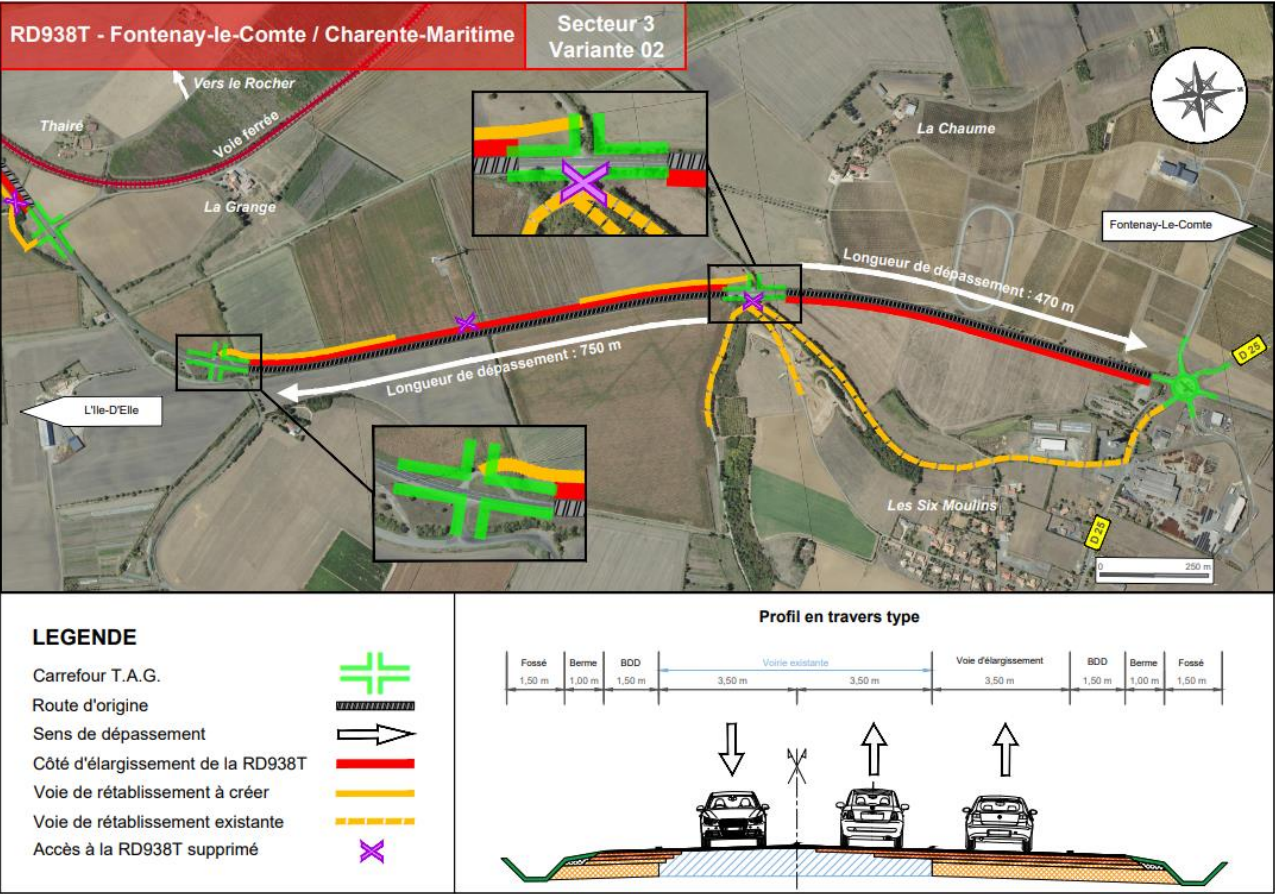 RD938T - Fontenay-le-Comte / Charente-Maritime
Secteur 3
Variante 02
Vers le Rocher
Thairé
Voie ferrée
La Grange
La Chaume
Fontenay-Le-Comte
Longueur de dépassement : 470 m
Longueur de dépassement : 750 m
D 25
L'Ile-D'Elle
Les Six Moulins
D 25
0 250 m
LEGENDE
Carrefour T.A.G.
Route d'origine
Sens de dépassement
Côté d'élargissement de la RD938T
Voie de rétablissement à créer
Voie de rétablissement existante
Accès à la RD938T supprimé
Profil en travers type
Fossé Berme BDD Voirie existante Voie d'élargissement BDD Berme Fossé
1,50 m 1,00 m 1,50 m 3,50 m 3,50 m 3,50 m 1,50 m 1,00 m 1,50 m